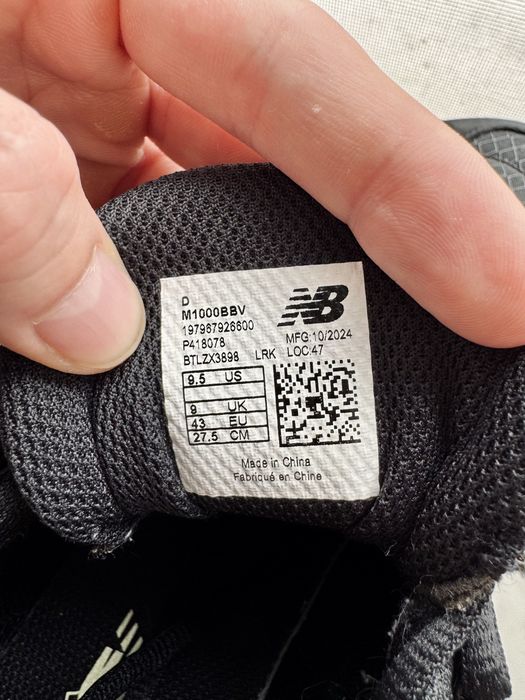 D
M1000BBV
197967926600
P418078
BTLZX3898 LRK
NB
MFG:10/2024
LOC:47
9.5 US
9 UK
43 EU
27.5 CM
Made in China
Fabriqué en Chine